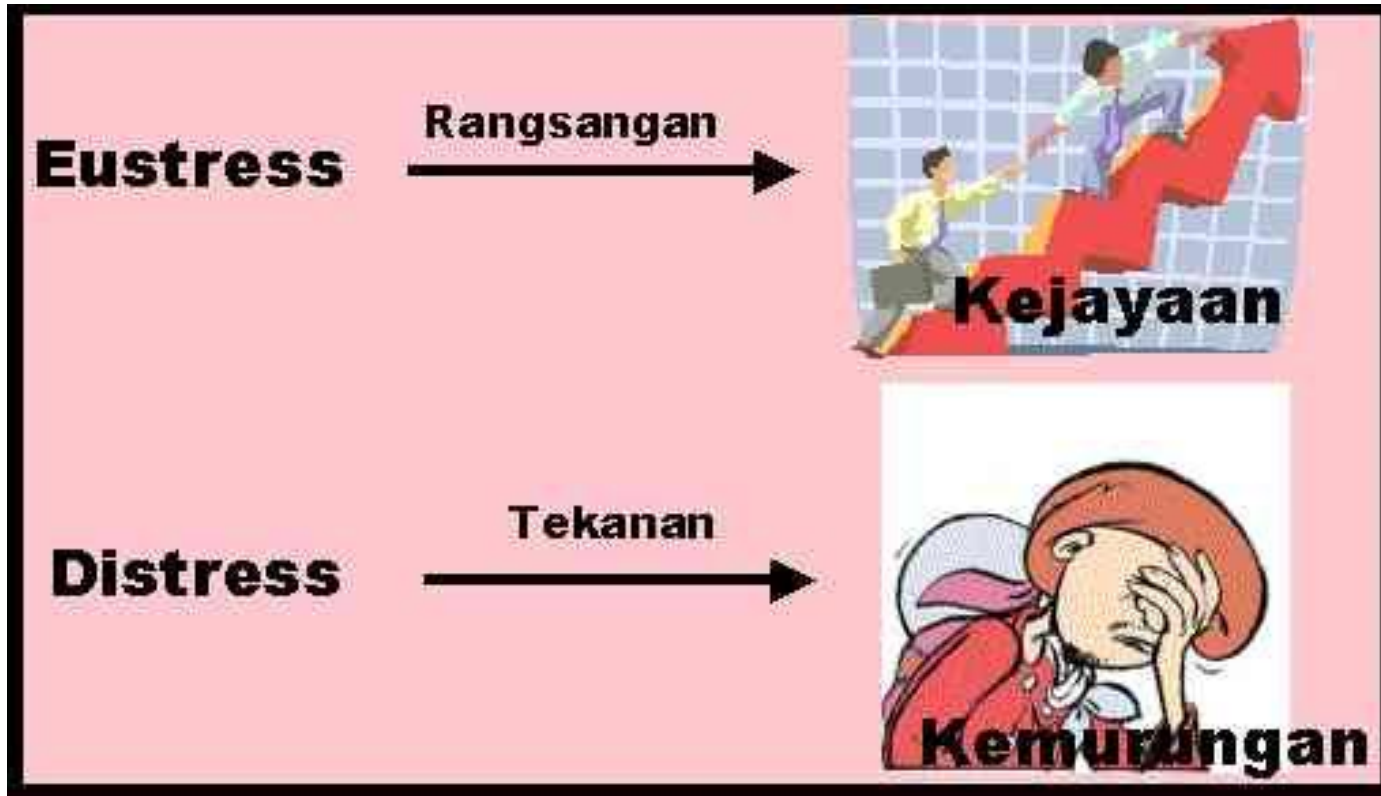 Eustress
Rangsangan
Kejayaan
Distress
Tekanan
Kemurungan